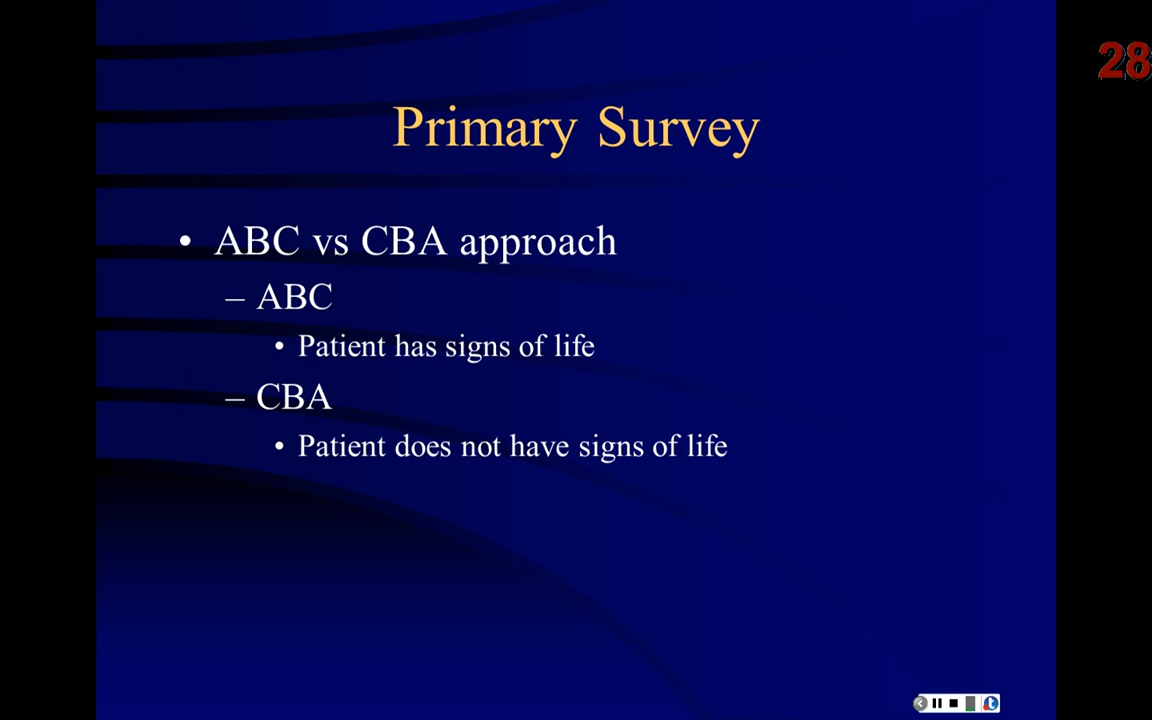 28
Primary Survey
• ABC vs CBA approach
– ABC
• Patient has signs of life
– CBA
• Patient does not have signs of life